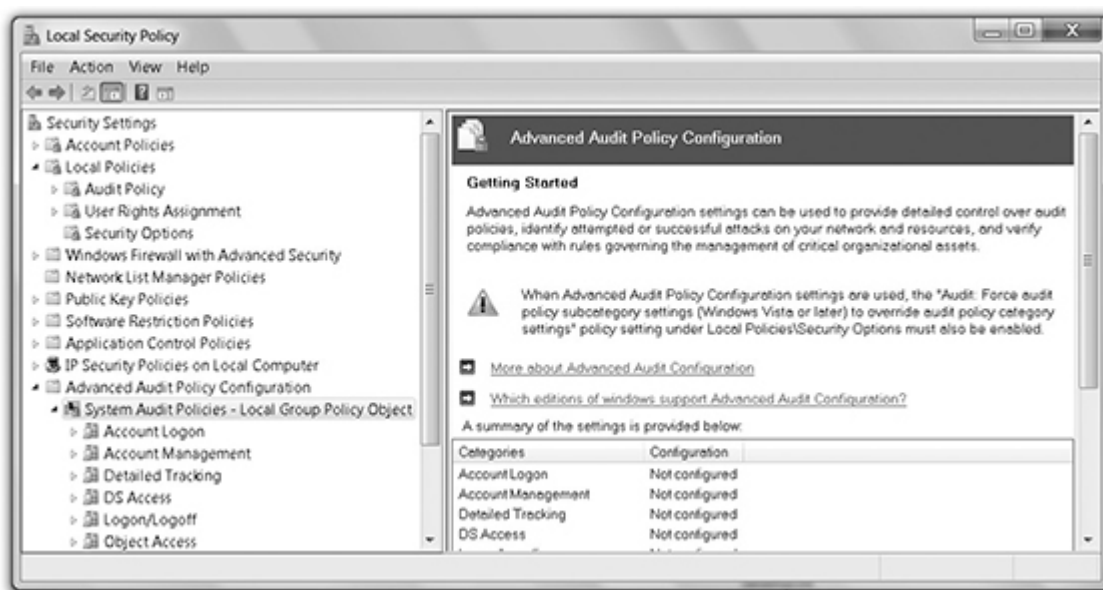 Local Security Policy
File Action View Help
Security Settings
Account Policies
Local Policies
Audit Policy
User Rights Assignment
Security Options
Windows Firewall with Advanced Security
Network List Manager Policies
Public Key Policies
Software Restriction Policies
Application Control Policies
IP Security Policies on Local Computer
Advanced Audit Policy Configuration
System Audit Policies - Local Group Policy Object
Account Logon
Account Management
Detailed Tracking
DS Access
Logon/Logoff
Object Access
Advanced Audit Policy Configuration
Getting Started
Advanced Audit Policy Configuration settings can be used to provide detailed control over audit
policies, identify attempted or successful attacks on your network and resources, and verify
compliance with rules governing the management of critical organizational assets.
When Advanced Audit Policy Configuration settings are used, the "Audit: Force audit
policy subcategory settings (Windows Vista or later) to override audit policy category
settings" policy setting under Local Policies\Security Options must also be enabled.
More about Advanced Audit Configuration
Which editions of windows support Advanced Audit Configuration?
A summary of the settings is provided below:
Categories Configuration
Account Logon Not configured
Account Management Not configured
Detailed Tracking Not configured
DS Access Not configured